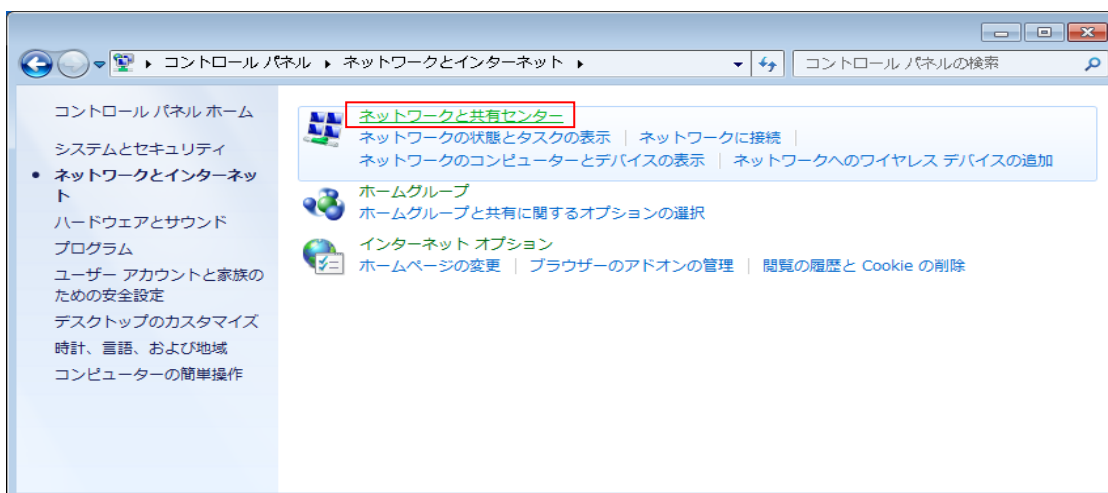 コントロール パネル ▸ ネットワークとインターネット ▸
コントロール パネルの検索
コントロール パネル ホーム
システムとセキュリティ
ネットワークとインターネッ
ト
ハードウェアとサウンド
プログラム
ユーザー アカウントと家族の
ための安全設定
デスクトップのカスタマイズ
時計、言語、および地域
コンピューターの簡単操作
ネットワークと共有センター
ネットワークの状態とタスクの表示 | ネットワークに接続 |
ネットワークのコンピューターとデバイスの表示 | ネットワークへのワイヤレス デバイスの追加
ホームグループ
ホームグループと共有に関するオプションの選択
インターネット オプション
ホームページの変更 | ブラウザーのアドオンの管理 | 閲覧の履歴と Cookie の削除